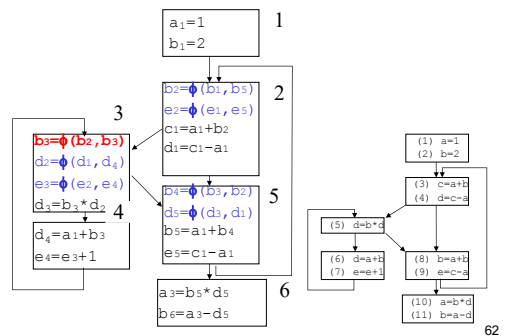 1
a1=1
b1=2
2
b2=ϕ(b1,b5)
e2=ϕ(e1,e5)
c1=a1+b2
d1=c1-a1
3
b3=ϕ(b2,b3)
d2=ϕ(d1,d4)
e3=ϕ(e2,e4)
d3=b3*d2
4
d4=a1+b3
e4=e3+1
5
b4=ϕ(b3,b2)
d5=ϕ(d3,d1)
b5=a1+b4
e5=c1-a1
6
a3=b5*d5
b6=a3-d5
(1) a=1
(2) b=2
(3) c=a+b
(4) d=c-a
(5) d=b*d
(6) d=a+b
(7) e=e+1
(8) b=a+b
(9) e=c-a
(10) a=b*d
(11) b=a-d
62